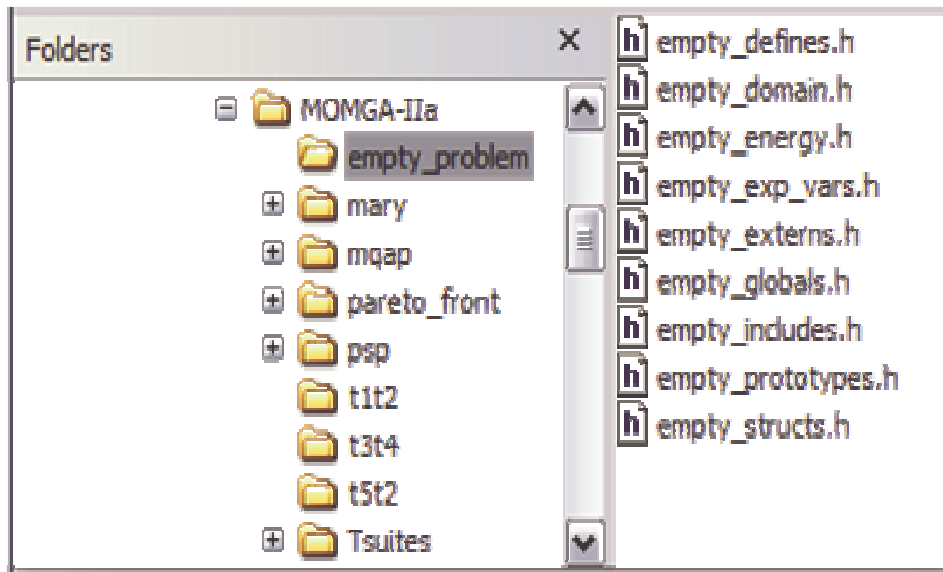 Folders
MOMGA-IIa
empty_problem
mary
mqap
pareto_front
psp
t1t2
t3t4
t5t2
Tsuites
empty_defines.h
empty_domain.h
empty_energy.h
empty_exp_vars.h
empty_externs.h
empty_globals.h
empty_includes.h
empty_prototypes.h
empty_structs.h